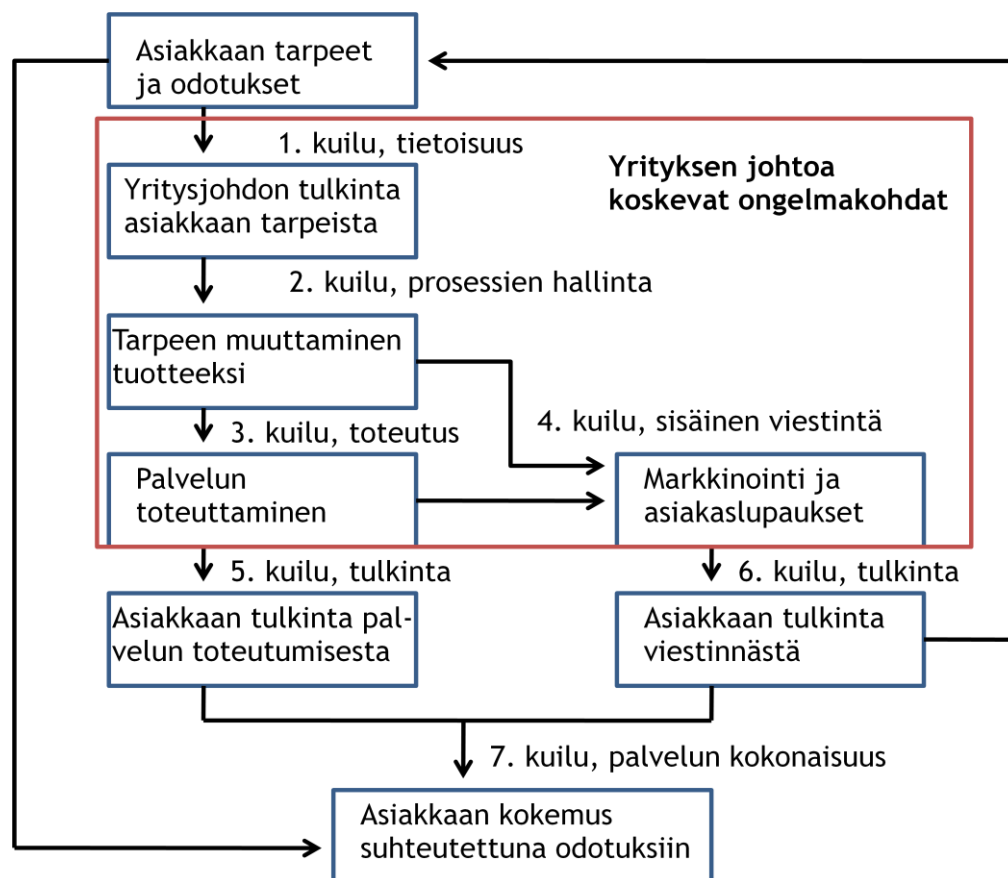 Asiakkaan tarpeet
ja odotukset
1. kuilu, tietoisuus
Yrityksen johtoa
koskevat ongelmakohdat
Yritysjohdon tulkinta
asiakkaan tarpeista
2. kuilu, prosessien hallinta
Tarpeen muuttaminen
tuotteeksi
3. kuilu, toteutus
4. kuilu, sisäinen viestintä
Palvelun
toteuttaminen
Markkinointi ja
asiakaslupaukset
5. kuilu, tulkinta
6. kuilu, tulkinta
Asiakkaan tulkinta pal-
velun toteutumisesta
Asiakkaan tulkinta
viestinnästä
7. kuilu, palvelun kokonaisuus
Asiakkaan kokemus
suhteutettuna odotuksiin